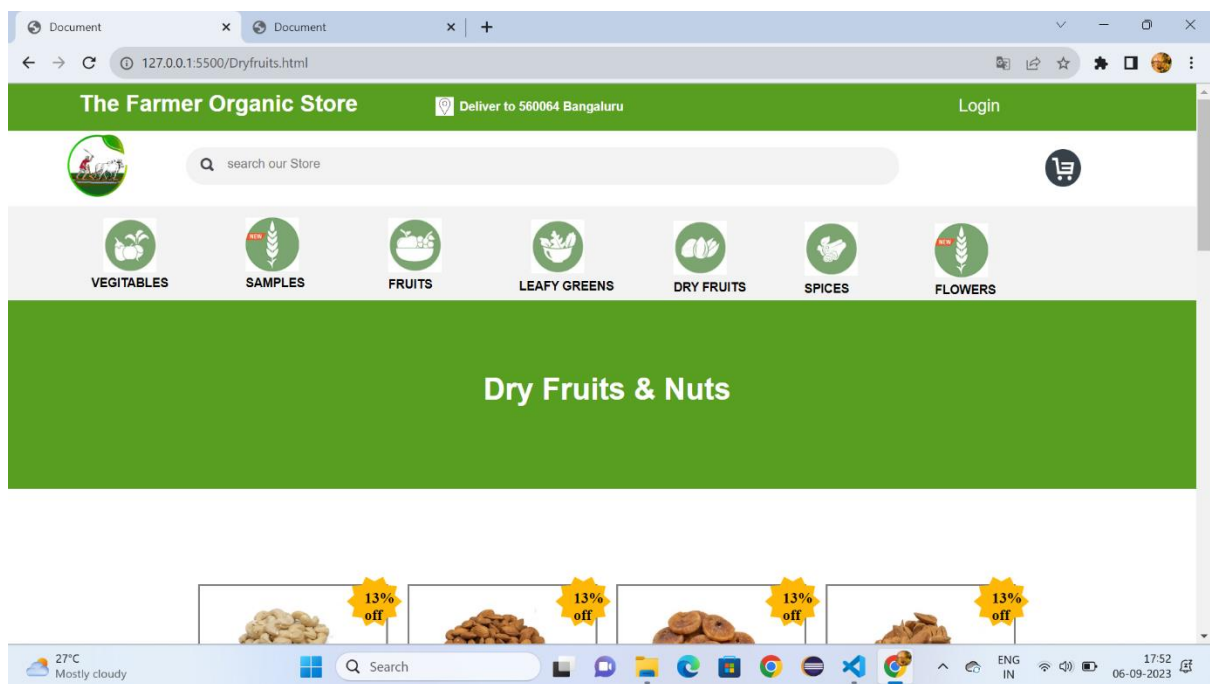 Document
Document
127.0.0.1:5500/Dryfruits.html
The Farmer Organic Store
Deliver to 560064 Bangaluru
Login
search our Store
NEW
NEW
VEGITABLES
SAMPLES
FRUITS
LEAFY GREENS
DRY FRUITS
SPICES
FLOWERS
Dry Fruits & Nuts
13%
off
13%
off
13%
off
13%
off
27°C
Mostly cloudy
Search
ENG
IN
17:52
06-09-2023